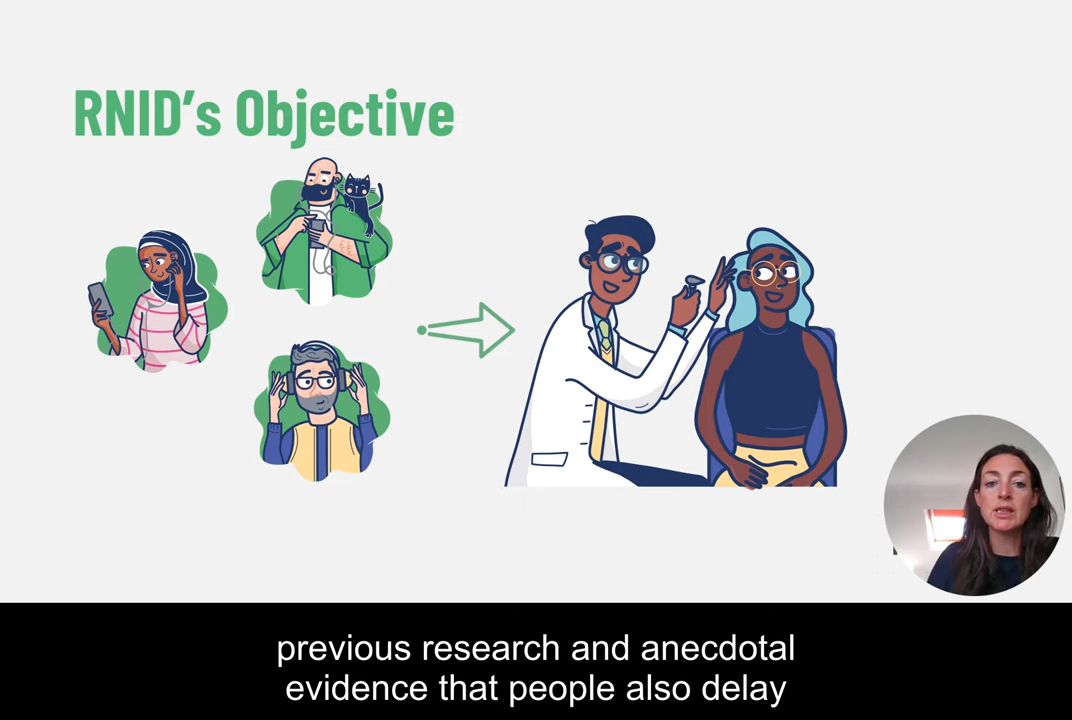 RNID’s Objective
previous research and anecdotal
evidence that people also delay